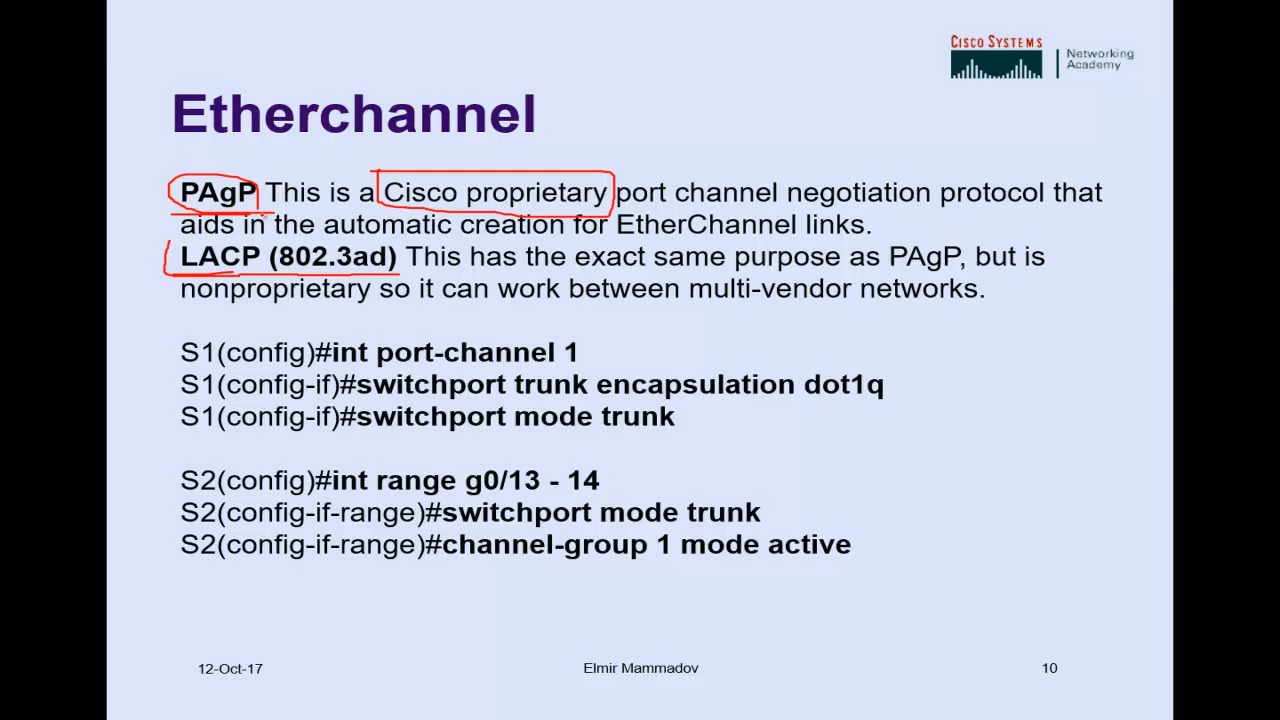 CISCO SYSTEMS
Networking
Academy
Etherchannel
PAgP This is a Cisco proprietary port channel negotiation protocol that
aids in the automatic creation for EtherChannel links.
LACP (802.3ad) This has the exact same purpose as PAgP, but is
nonproprietary so it can work between multi-vendor networks.
S1(config)#int port-channel 1
S1(config-if)#switchport trunk encapsulation dot1q
S1(config-if)#switchport mode trunk
S2(config)#int range g0/13 - 14
S2(config-if-range)#switchport mode trunk
S2(config-if-range)#channel-group 1 mode active
12-Oct-17
Elmir Mammadov
10